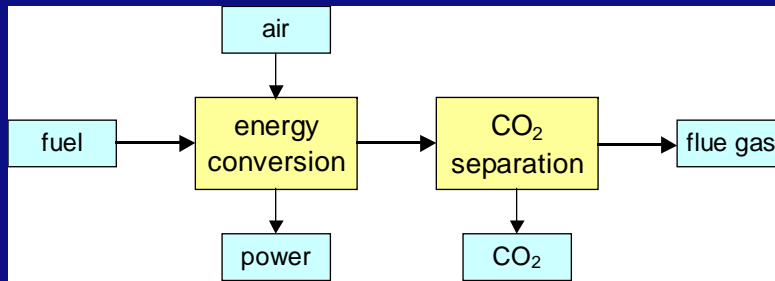 air
fuel
energy
conversion
CO₂
separation
flue gas
power
CO₂